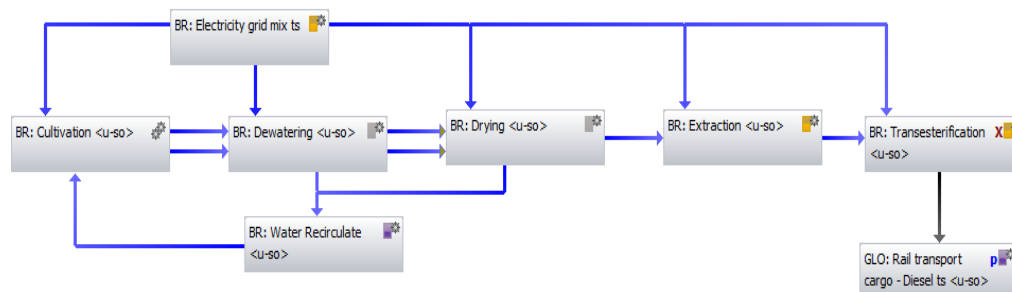 BR: Electricity grid mix ts
BR: Cultivation <u-so>
BR: Dewatering <u-so>
BR: Drying <u-so>
BR: Extraction <u-so>
BR: Transesterification X
<u-so>
BR: Water Recirculate
<u-so>
GLO: Rail transport p
cargo - Diesel ts <u-so>